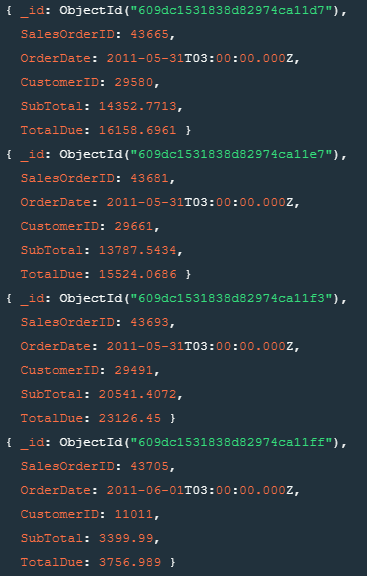 { _id: ObjectId("609dc1531838d82974ca11d7"),
SalesOrderID: 43665,
OrderDate: 2011-05-31T03:00:00.000Z,
CustomerID: 29580,
SubTotal: 14352.7713,
TotalDue: 16158.6961 }
{ _id: ObjectId("609dc1531838d82974ca11e7"),
SalesOrderID: 43681,
OrderDate: 2011-05-31T03:00:00.000Z,
CustomerID: 29661,
SubTotal: 13787.5434,
TotalDue: 15524.0686 }
{ _id: ObjectId("609dc1531838d82974ca11f3"),
SalesOrderID: 43693,
OrderDate: 2011-05-31T03:00:00.000Z,
CustomerID: 29491,
SubTotal: 20541.4072,
TotalDue: 23126.45 }
{ _id: ObjectId("609dc1531838d82974ca11ff"),
SalesOrderID: 43705,
OrderDate: 2011-06-01T03:00:00.000Z,
CustomerID: 11011,
SubTotal: 3399.99,
TotalDue: 3756.989 }